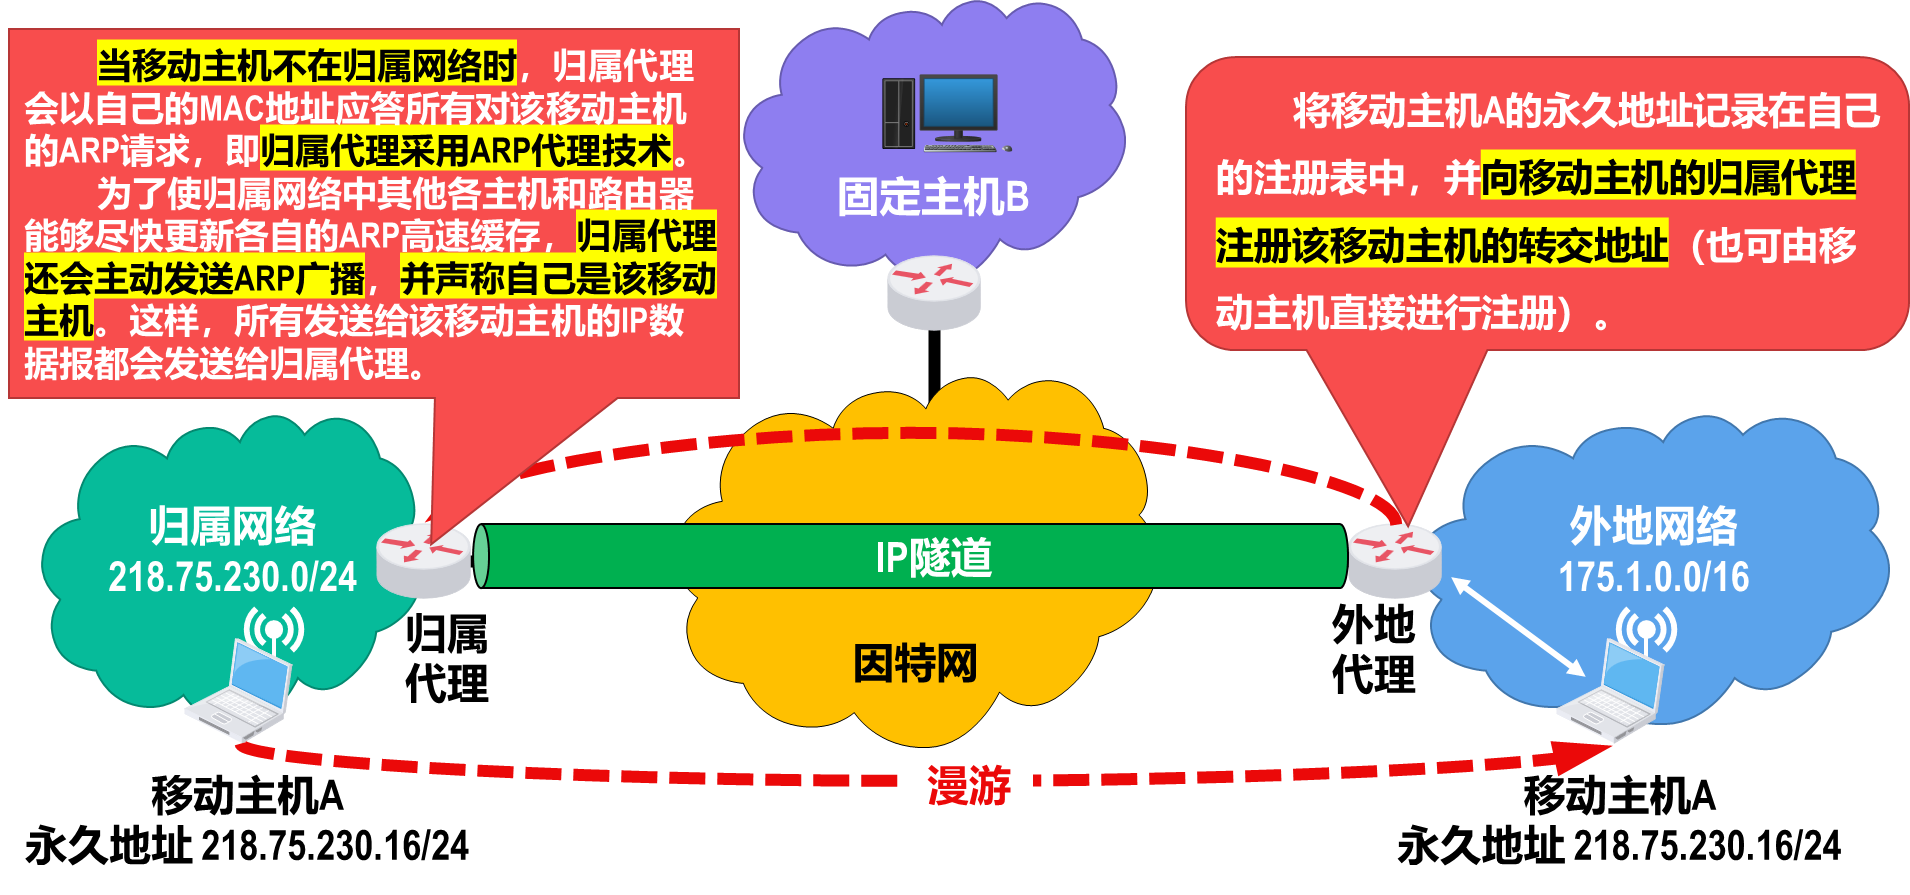 当移动主机不在归属网络时，归属代理
会以自己的MAC地址应答所有对该移动主机
的ARP请求，即归属代理采用ARP代理技术。
为了使归属网络中其他各主机和路由器
能够尽快更新各自的ARP高速缓存，归属代理
还会主动发送ARP广播，并声称自己是该移动
主机。这样，所有发送给该移动主机的IP数
据报都会发送给归属代理。
固定主机B
将移动主机A的永久地址记录在自己
的注册表中，并向移动主机的归属代理
注册该移动主机的转交地址（也可由移
动主机直接进行注册）。
归属网络
218.75.230.0/24
归属
代理
IP隧道
因特网
外地
代理
外地网络
175.1.0.0/16
漫游
移动主机A
永久地址 218.75.230.16/24
移动主机A
永久地址 218.75.230.16/24